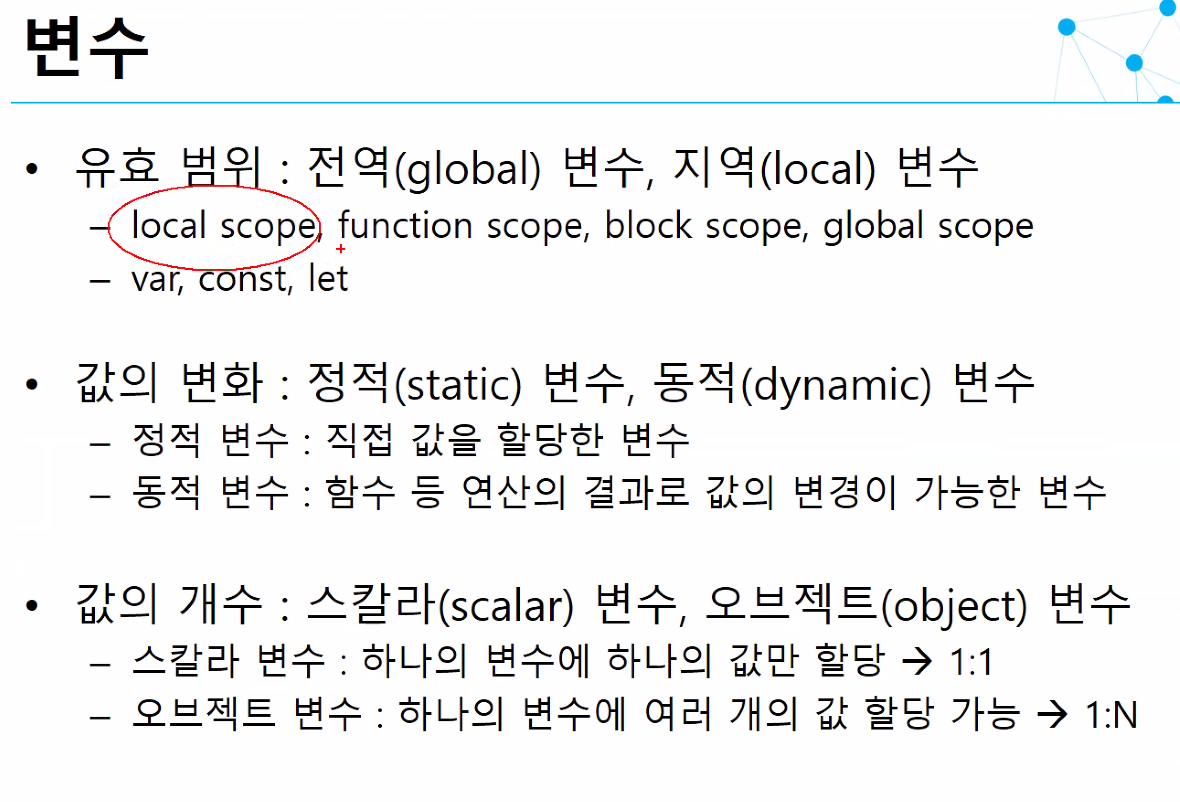 변수
• 유효 범위 : 전역(global) 변수, 지역(local) 변수
– local scope, function scope, block scope, global scope
– var, const, let
• 값의 변화 : 정적(static) 변수, 동적(dynamic) 변수
– 정적 변수 : 직접 값을 할당한 변수
– 동적 변수 : 함수 등 연산의 결과로 값의 변경이 가능한 변수
• 값의 개수 : 스칼라(scalar) 변수, 오브젝트(object) 변수
– 스칼라 변수 : 하나의 변수에 하나의 값만 할당 → 1:1
– 오브젝트 변수 : 하나의 변수에 여러 개의 값 할당 가능 → 1:N